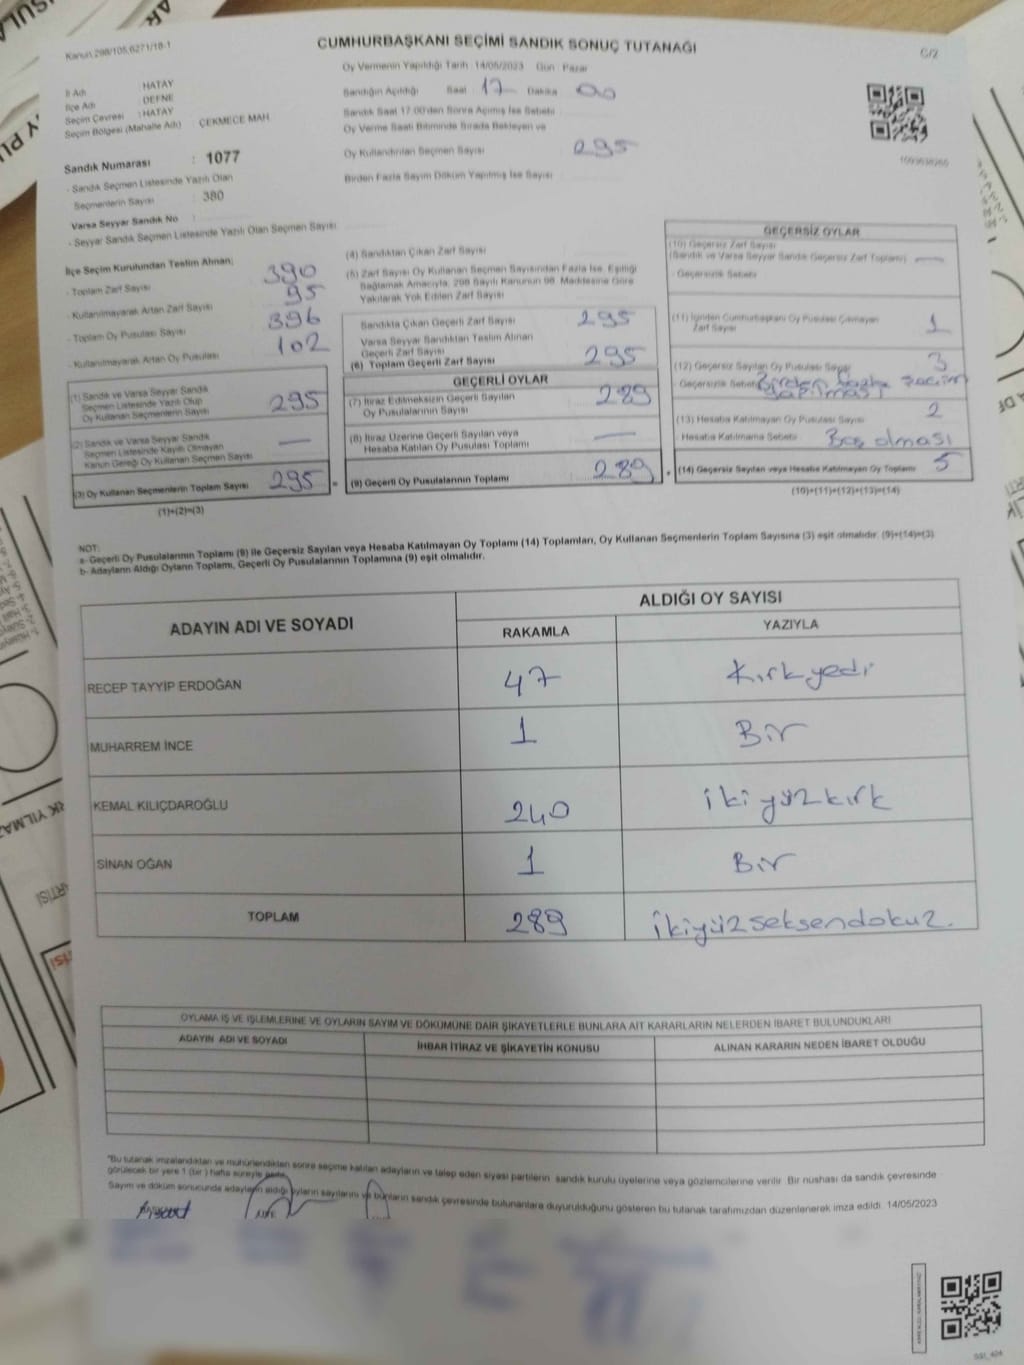 Kanun 298/105,6271/18-1
CUMHURBAŞKANI SEÇİMİ SANDIK SONUÇ TUTANAĞI
C/2
Oy Vermenin Yapıldığı Tarih :14/05/2023 Gün : Pazar
İl Adı : HATAY
İlçe Adı : DEFNE
Seçim Çevresi : HATAY
Seçim Bölgesi (Mahalle Adı) ÇEKMECE MAH.
Sandığın Açıldığı Saat 17 Dakika 00
Sandık Saat 17:00'den Sonra Açılmış İse Sebebi
Oy Verme Saati Bitiminde Sırada Bekleyen ve
Oy Kullandırılan Seçmen Sayısı 295
Birden Fazla Sayım Döküm Yapılmış İse Sayısı
Sandık Numarası : 1077
- Sandık Seçmen Listesinde Yazılı Olan
Seçmenlerin Sayısı : 380
Varsa Seyyar Sandık No :
- Seyyar Sandık Seçmen Listesinde Yazılı Olan Seçmen Sayısı
İlçe Seçim Kurulundan Teslim Alınan;
- Toplam Zarf Sayısı 390
- Kullanılmayarak Artan Zarf Sayısı 95
- Toplam Oy Pusulası Sayısı 396
- Kullanılmayarak Artan Oy Pusulası 102
(1) Sandık ve Varsa Seyyar Sandık
Seçmen Listesinde Yazılı Olup
Oy Kullanan Seçmenlerin Sayısı 295
(2) Sandık ve Varsa Seyyar Sandık
Seçmen Listesinde Kayıtlı Olmayan
Kanun Gereği Oy Kullanan Seçmen Sayısı —
(3) Oy Kullanan Seçmenlerin Toplam Sayısı 295 =
(1)+(2)=(3)
(4) Sandıktan Çıkan Zarf Sayısı
(5) Zarf Sayısı Oy Kullanan Seçmen Sayısından Fazla İse, Eşitliği
Sağlamak Amacıyla, 298 Sayılı Kanunun 98. Maddesine Göre
Yakılarak Yok Edilen Zarf Sayısı
Sandıkta Çıkan Geçerli Zarf Sayısı 295
Varsa Seyyar Sandıktan Teslim Alınan
Geçerli Zarf Sayısı
(6) Toplam Geçerli Zarf Sayısı 295
GEÇERLİ OYLAR
(7) İtiraz Edilmeksizin Geçerli Sayılan
Oy Pusulalarının Sayısı 289
(8) İtiraz Üzerine Geçerli Sayılan veya
Hesaba Katılan Oy Pusulası Toplamı —
(9) Geçerli Oy Pusulalarının Toplamı 289 +
GEÇERSİZ OYLAR
(10) Geçersiz Zarf Sayısı
(Sandık ve Varsa Seyyar Sandık Geçersiz Zarf Toplamı) —
- Geçersizlik Sebebi
(11) İçinden Cumhurbaşkanı Oy Pusulası Çıkmayan
Zarf Sayısı 1
(12) Geçersiz Sayılan Oy Pusulası Sayısı 3
- Geçersizlik Sebebi Birden fazla seçim
yapılması
(13) Hesaba Katılmayan Oy Pusulası Sayısı 2
- Hesaba Katılmama Sebebi Boş olması
(14) Geçersiz Sayılan veya Hesaba Katılmayan Oy Toplamı 5
(10)+(11)+(12)+(13)=(14)
NOT:
a- Geçerli Oy Pusulalarının Toplamı (9) ile Geçersiz Sayılan veya Hesaba Katılmayan Oy Toplamı (14) Toplamları, Oy Kullanan Seçmenlerin Toplam Sayısına (3) eşit olmalıdır. (9)+(14)=(3)
b- Adayların Aldığı Oyların Toplamı, Geçerli Oy Pusulalarının Toplamına (9) eşit olmalıdır.
ADAYIN ADI VE SOYADI
ALDIĞI OY SAYISI
RAKAMLA YAZIYLA
RECEP TAYYİP ERDOĞAN 47 Kırkyedi
MUHARREM İNCE 1 Bir
KEMAL KILIÇDAROĞLU 240 ikiyüzkırk
SİNAN OĞAN 1 Bir
TOPLAM 289 ikiyüzseksendokuz.
OYLAMA İŞ VE İŞLEMLERİNE VE OYLARIN SAYIM VE DÖKÜMÜNE DAİR ŞİKAYETLERLE BUNLARA AİT KARARLARIN NELERDEN İBARET BULUNDUKLARI
ADAYIN ADI VE SOYADI
İHBAR İTİRAZ VE ŞİKAYETİN KONUSU
ALINAN KARARIN NEDEN İBARET OLDUĞU
"Bu tutanak imzalandıktan ve mühürlendikten sonra seçime katılan adayların ve talep eden siyasi partilerin sandık kurulu üyelerine veya gözlemcilerine verilir. Bir nüshası da sandık çevresinde
görülecek bir yere 1 (bir ) hafta süreyle asılır.
Sayım ve döküm sonucunda adayların aldığı oyların sayılarını ve bunların sandık çevresinde bulunanlara duyurulduğunu gösteren bu tutanak tarafımızdan düzenlenerek imza edildi. 14/05/2023